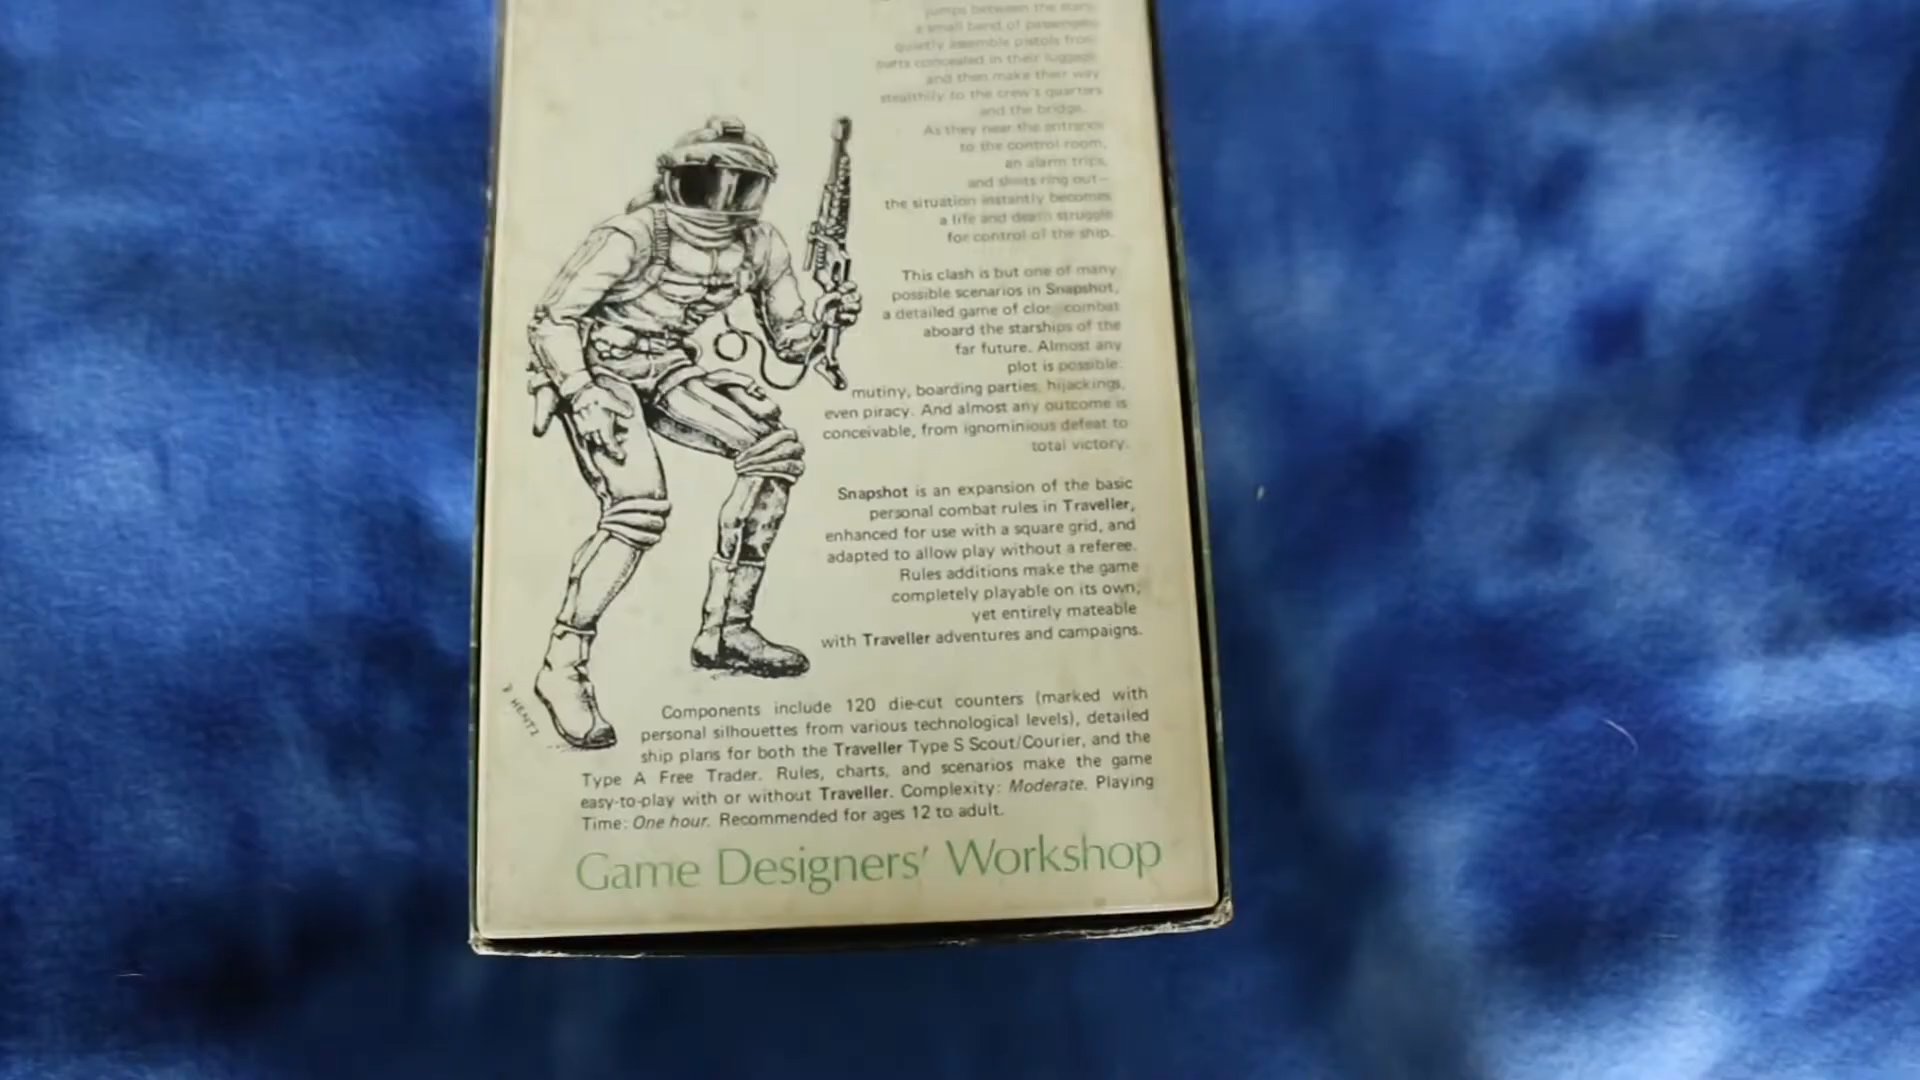 jumps between the stars,
a small band of passengers
quietly assemble pistols from
parts concealed in their luggage
and then make their way
stealthily to the crew's quarters
and the bridge.
As they near the entrance
to the control room,
an alarm trips,
and shots ring out—
the situation instantly becomes
a life and death struggle
for control of the ship.
This clash is but one of many
possible scenarios in Snapshot,
a detailed game of close combat
aboard the starships of the
far future. Almost any
plot is possible:
mutiny, boarding parties, hijackings,
even piracy. And almost any outcome is
conceivable, from ignominious defeat to
total victory.
Snapshot is an expansion of the basic
personal combat rules in Traveller,
enhanced for use with a square grid, and
adapted to allow play without a referee.
Rules additions make the game
completely playable on its own,
yet entirely mateable
with Traveller adventures and campaigns.
Components include 120 die-cut counters (marked with
personal silhouettes from various technological levels), detailed
ship plans for both the Traveller Type S Scout/Courier, and the
Type A Free Trader. Rules, charts, and scenarios make the game
easy-to-play with or without Traveller. Complexity: Moderate. Playing
Time: One hour. Recommended for ages 12 to adult.
HENTZ
Game Designers' Workshop